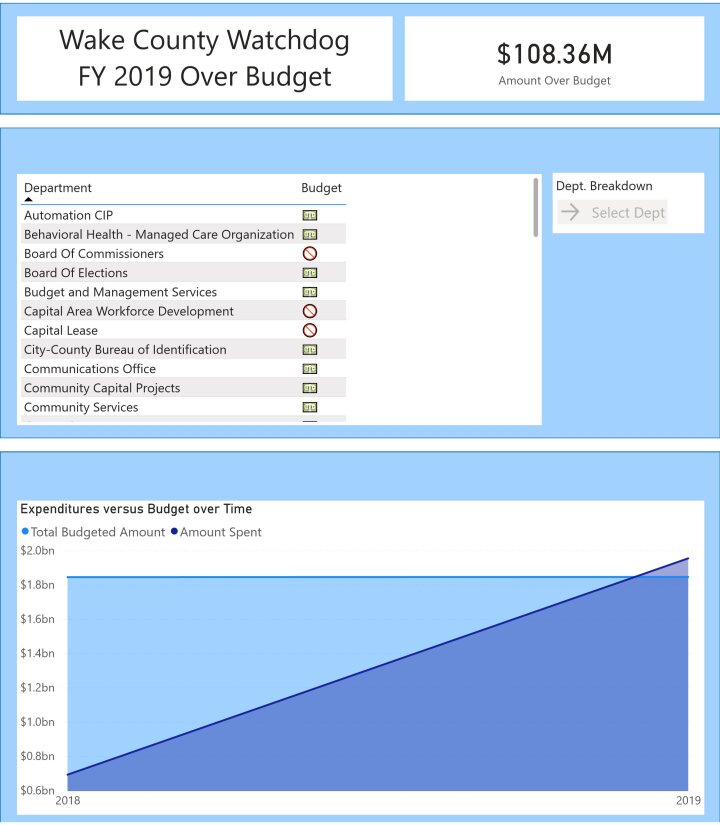 Wake County Watchdog
FY 2019 Over Budget
$108.36M
Amount Over Budget
Department Budget
Automation CIP
Behavioral Health - Managed Care Organization
Board Of Commissioners
Board Of Elections
Budget and Management Services
Capital Area Workforce Development
Capital Lease
City-County Bureau of Identification
Communications Office
Community Capital Projects
Community Services
Dept. Breakdown
Select Dept
Expenditures versus Budget over Time
Total Budgeted Amount Amount Spent
$2.0bn
$1.8bn
$1.6bn
$1.4bn
$1.2bn
$1.0bn
$0.8bn
$0.6bn
2018 2019